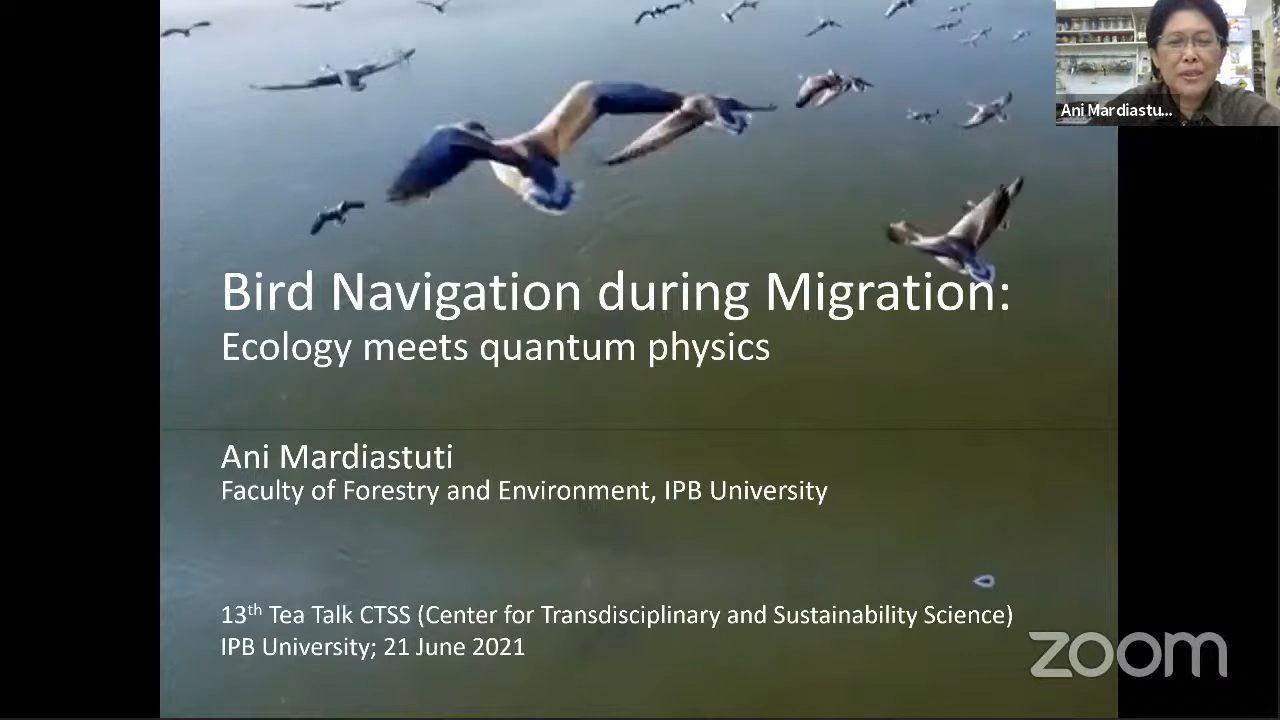 Ani Mardiastu...
Bird Navigation during Migration:
Ecology meets quantum physics
Ani Mardiastuti
Faculty of Forestry and Environment, IPB University
13th Tea Talk CTSS (Center for Transdisciplinary and Sustainability Science)
IPB University; 21 June 2021
zoom